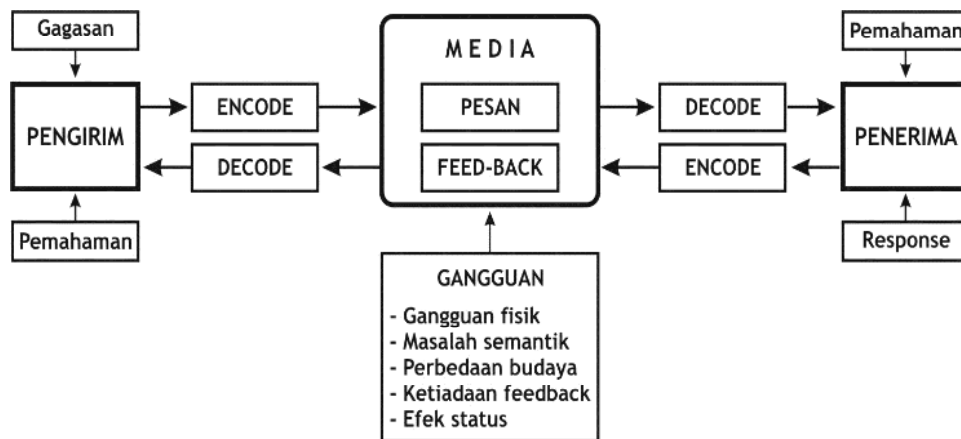 Gagasan
Pemahaman
M E D I A
ENCODE
PESAN
DECODE
PENGIRIM
PENERIMA
DECODE
FEED-BACK
ENCODE
Pemahaman
Response
GANGGUAN
- Gangguan fisik
- Masalah semantik
- Perbedaan budaya
- Ketiadaan feedback
- Efek status